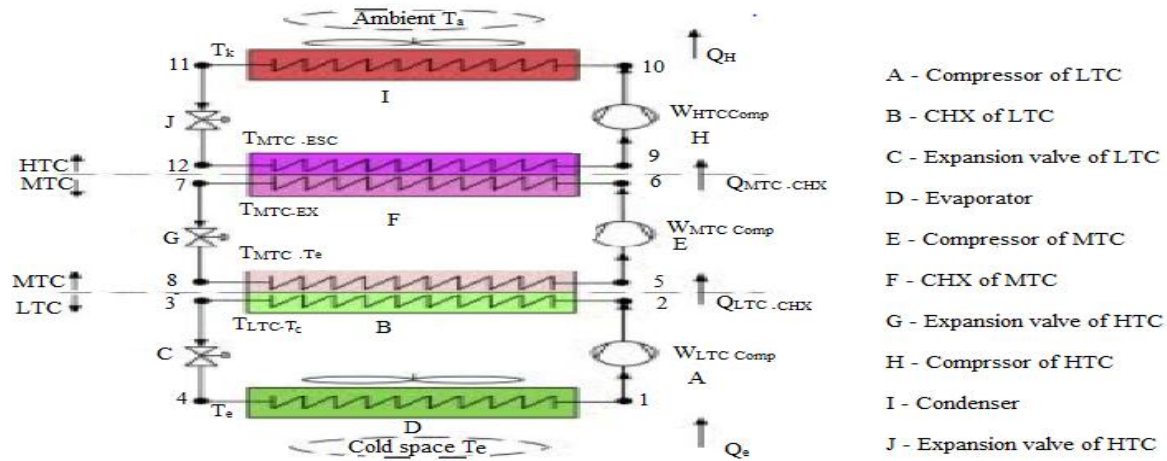 Ambient Ta
Tk
11
10
QH
I
J
WHTCComp
H
TMTC -ESC
HTC
12
9
MTC
7
6
QMTC -CHX
TMTC-EX
F
G
WMTC Comp
E
TMTC .Te
MTC
8
5
LTC
3
2
QLTC -CHX
TLTC-Tc
B
C
WLTC Comp
A
4
Te
1
D
Cold space Te
Qe
A - Compressor of LTC
B - CHX of LTC
C - Expansion valve of LTC
D - Evaporator
E - Compressor of MTC
F - CHX of MTC
G - Expansion valve of HTC
H - Comprssor of HTC
I - Condenser
J - Expansion valve of HTC